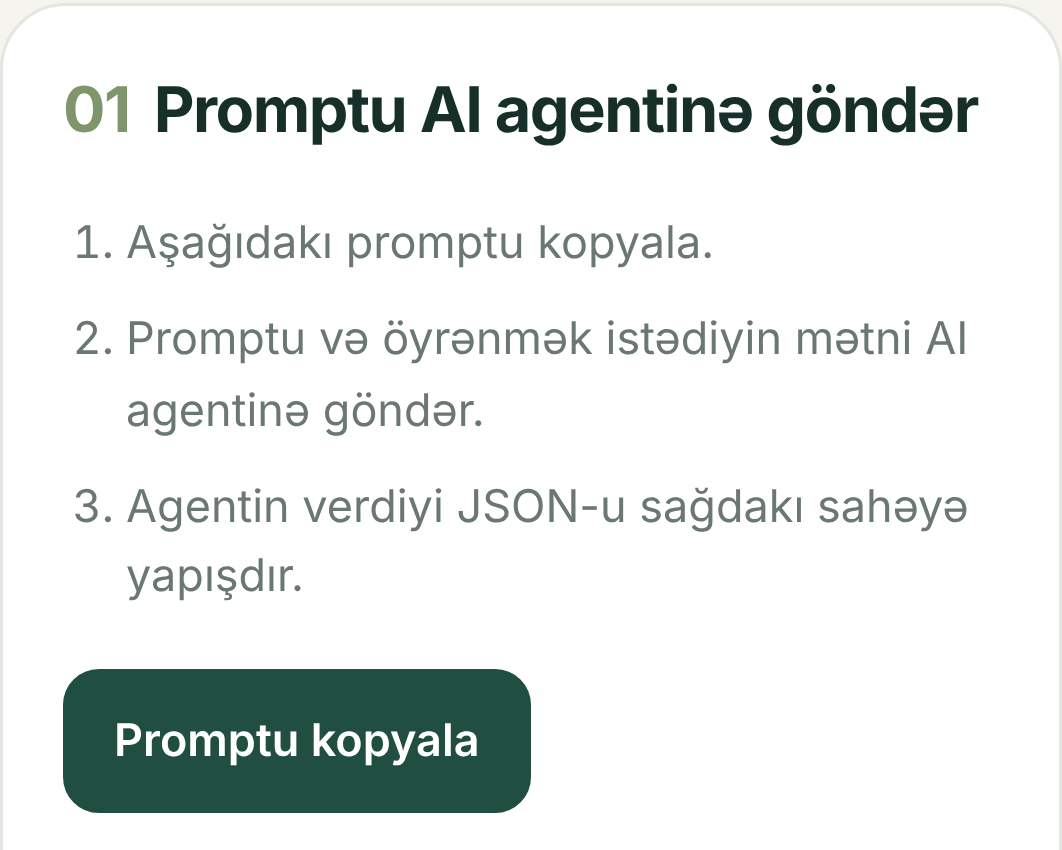 01 Promptu AI agentinə göndər
1. Aşağıdakı promptu kopyala.
2. Promptu və öyrənmək istədiyin mətni AI
agentinə göndər.
3. Agentin verdiyi JSON-u sağdakı sahəyə
yapışdır.
Promptu kopyala